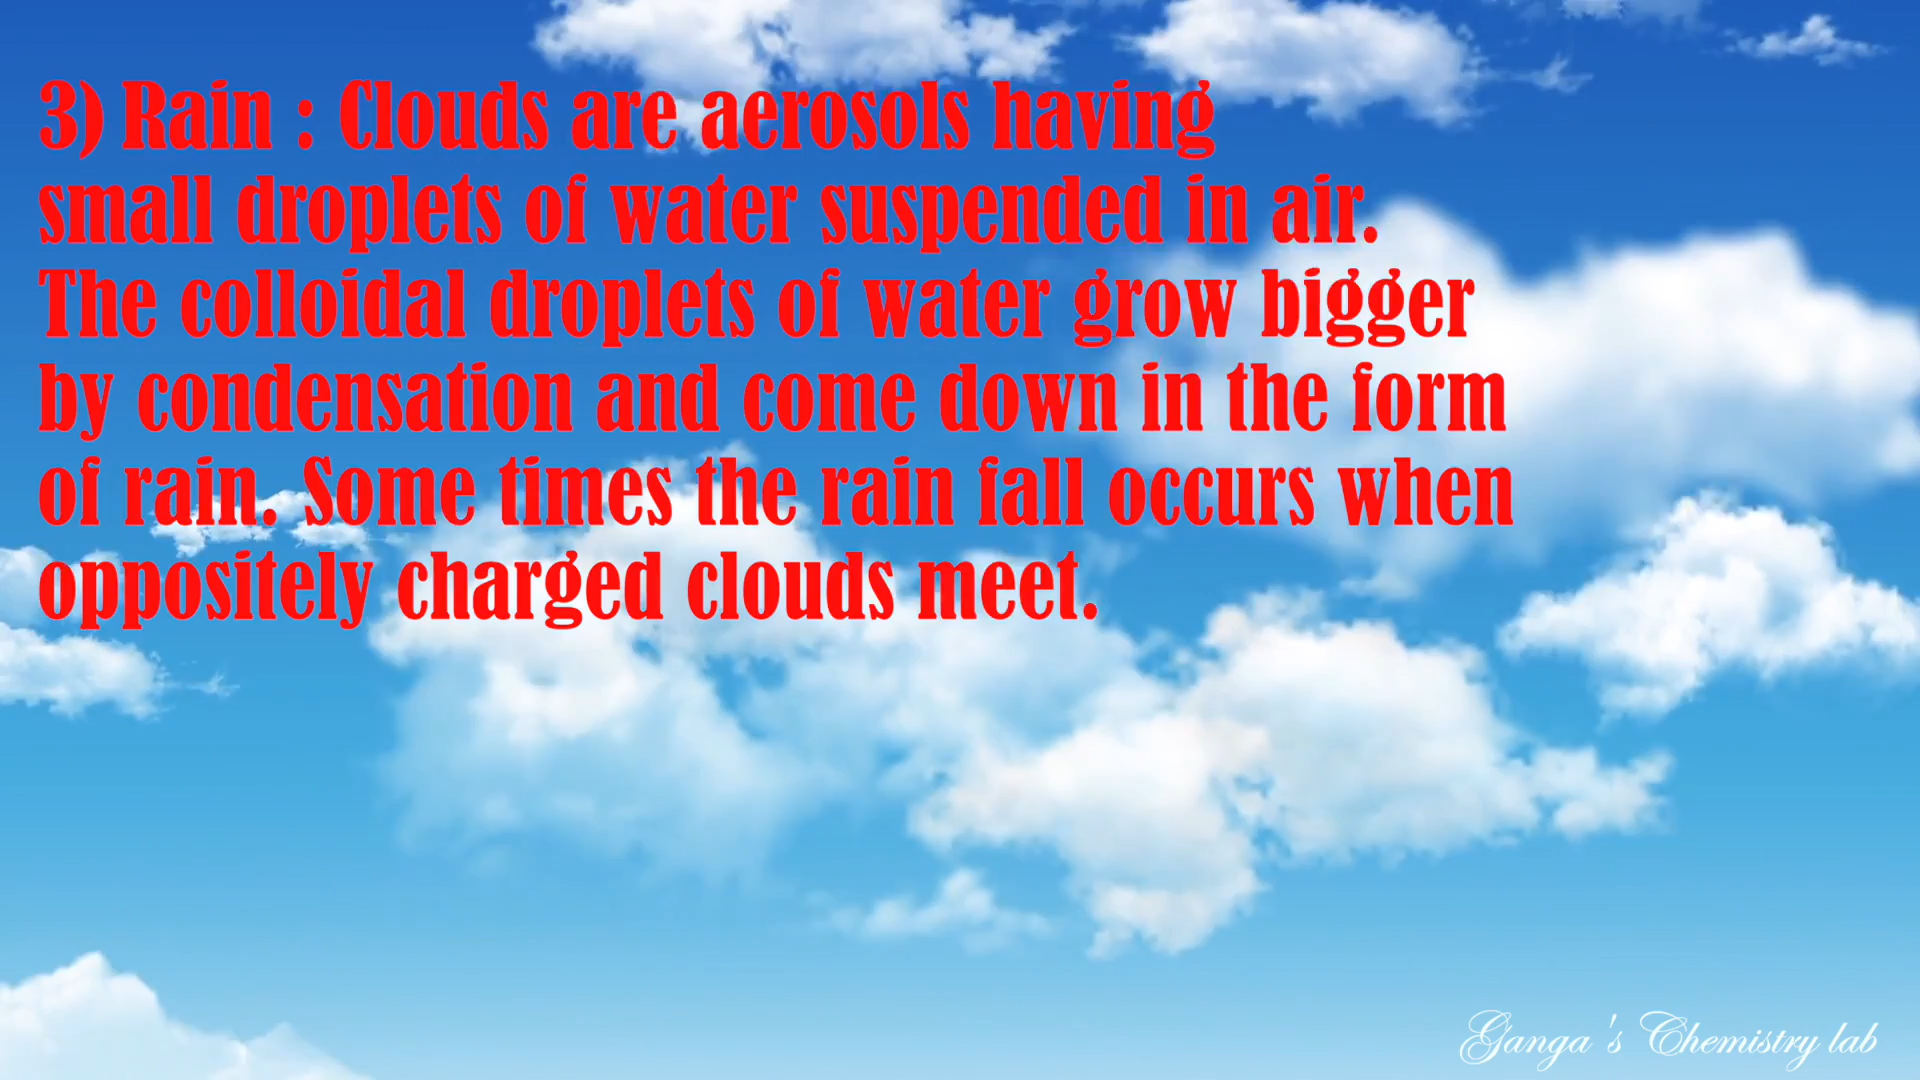 3) Rain : Clouds are aerosols having
small droplets of water suspended in air.
The colloidal droplets of water grow bigger
by condensation and come down in the form
of rain. Some times the rain fall occurs when
oppositely charged clouds meet.
Ganga's Chemistry lab